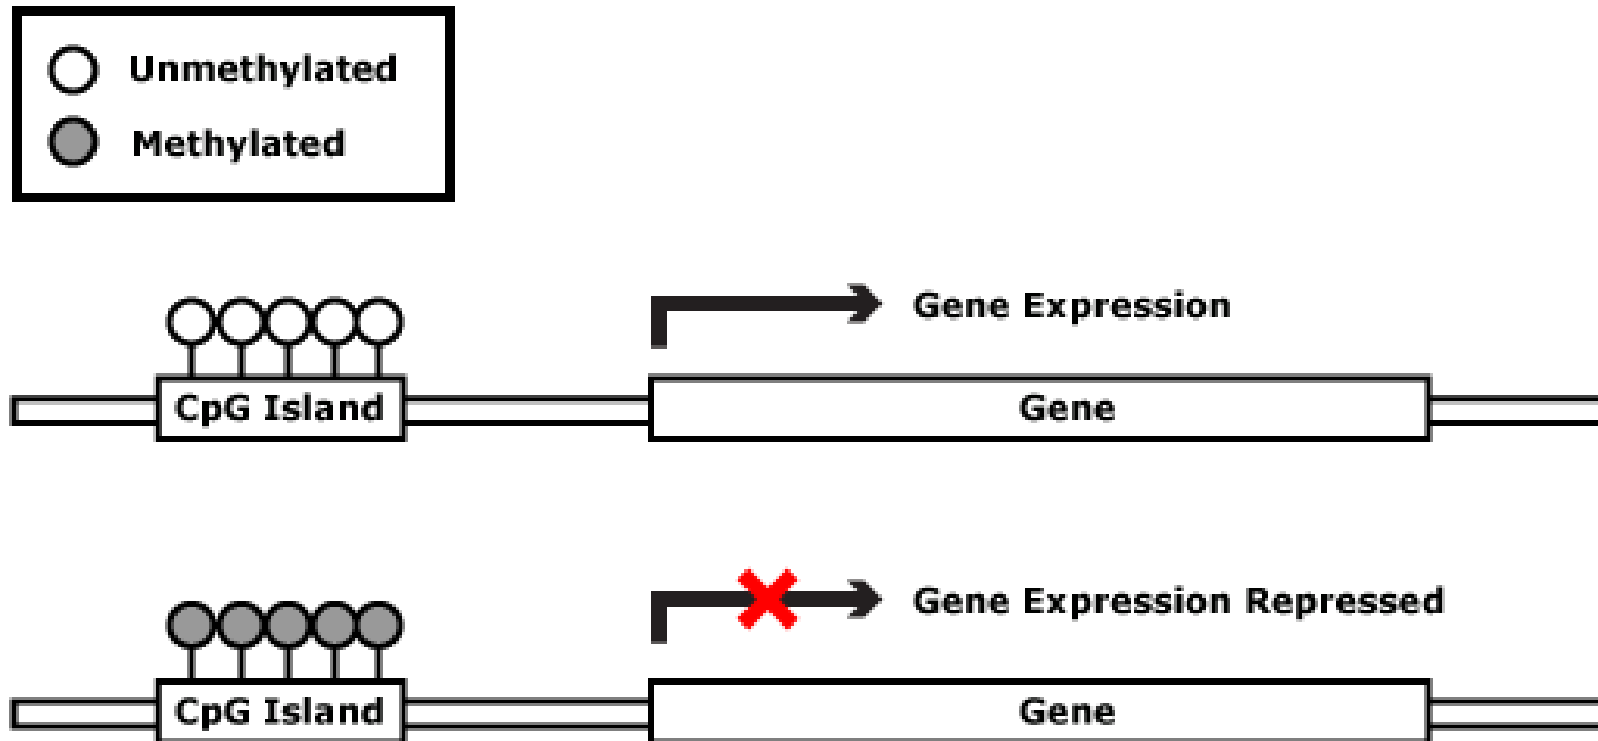 Unmethylated
Methylated
Gene Expression
CpG Island
Gene
Gene Expression Repressed
CpG Island
Gene